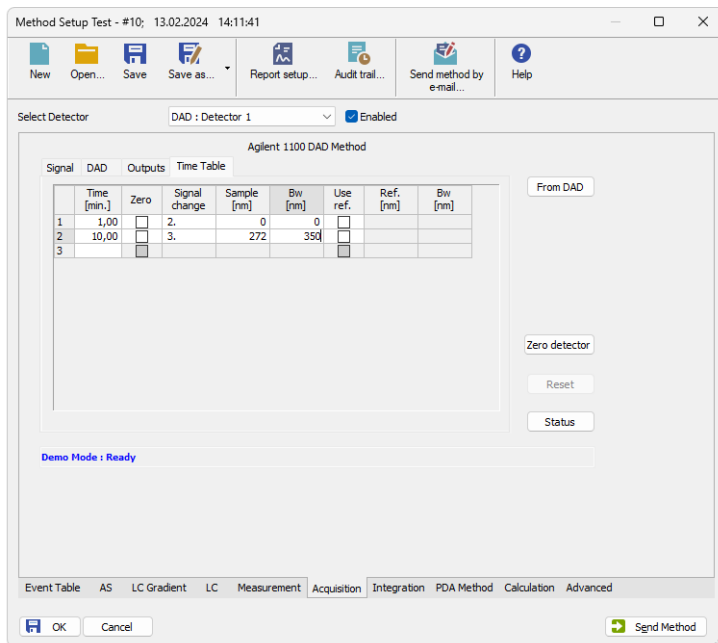 Method Setup Test - #10; 13.02.2024 14:11:41
New Open... Save Save as... Report setup... Audit trail... Send method by e-mail... Help
Select Detector DAD : Detector 1 Enabled
Agilent 1100 DAD Method
Signal DAD Outputs Time Table
Time [min.] Zero Signal change Sample [nm] Bw [nm] Use ref. Ref. [nm] Bw [nm]
1 1,00 2. 0 0
2 10,00 3. 272 350
3
From DAD
Zero detector
Reset
Status
Demo Mode : Ready
Event Table AS LC Gradient LC Measurement Acquisition Integration PDA Method Calculation Advanced
OK Cancel Send Method